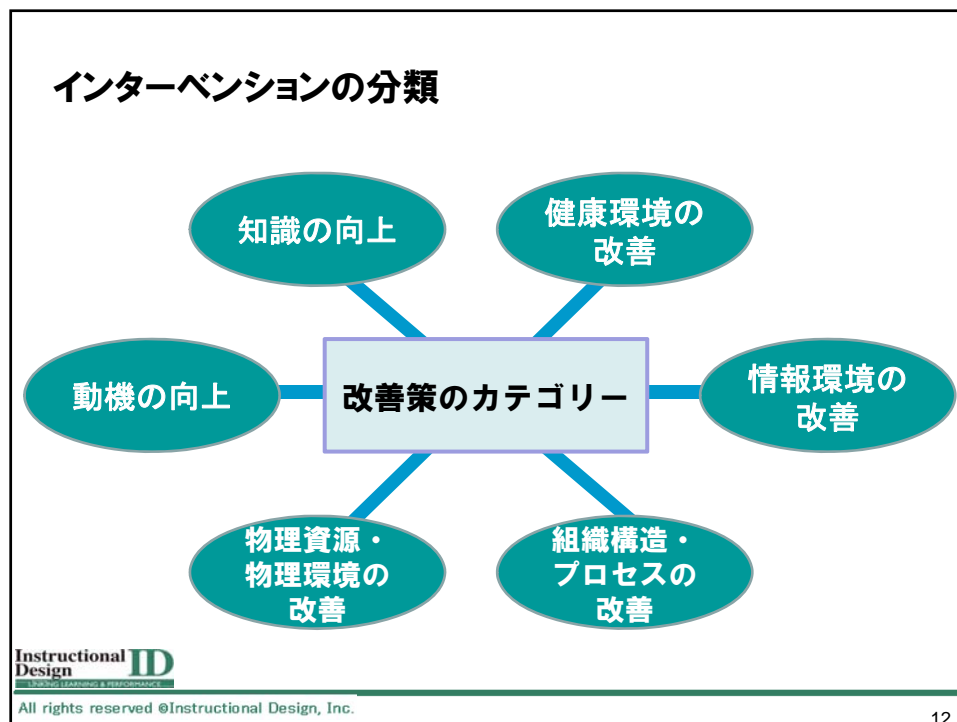 インターベンションの分類
知識の向上
健康環境の
改善
動機の向上
改善策のカテゴリー
情報環境の
改善
物理資源・
物理環境の
改善
組織構造・
プロセスの
改善
Instructional
Design ID
LINKING LEARNING & PERFORMANCE
All rights reserved ©Instructional Design, Inc.
12